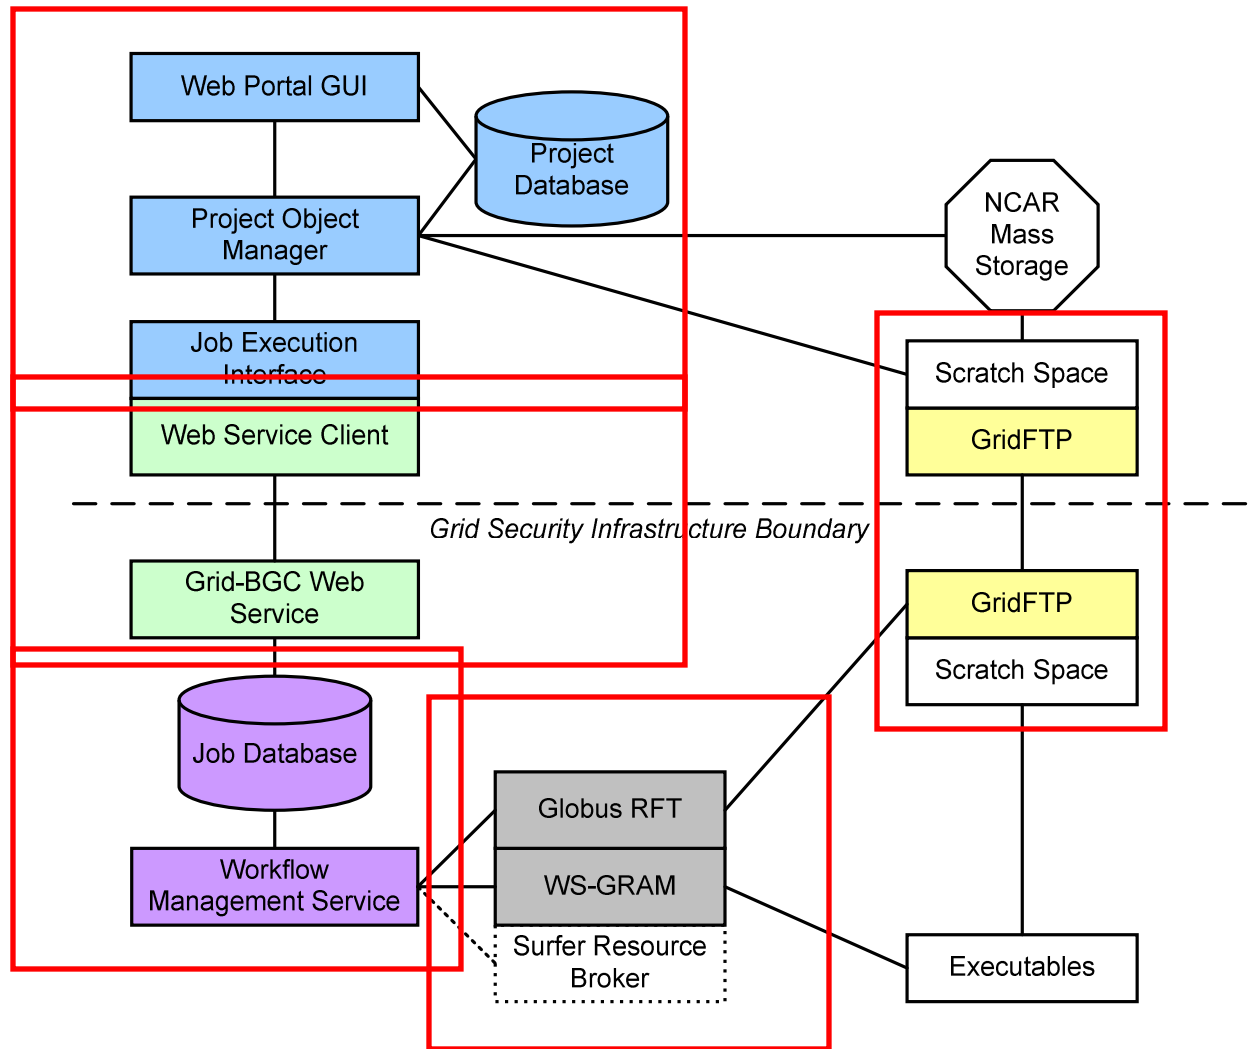 Web Portal GUI
Project
Database
Project Object
Manager
NCAR
Mass
Storage
Job Execution
Interface
Scratch Space
Web Service Client
GridFTP
Grid Security Infrastructure Boundary
Grid-BGC Web
Service
GridFTP
Scratch Space
Job Database
Globus RFT
Workflow
Management Service
WS-GRAM
Surfer Resource
Broker
Executables